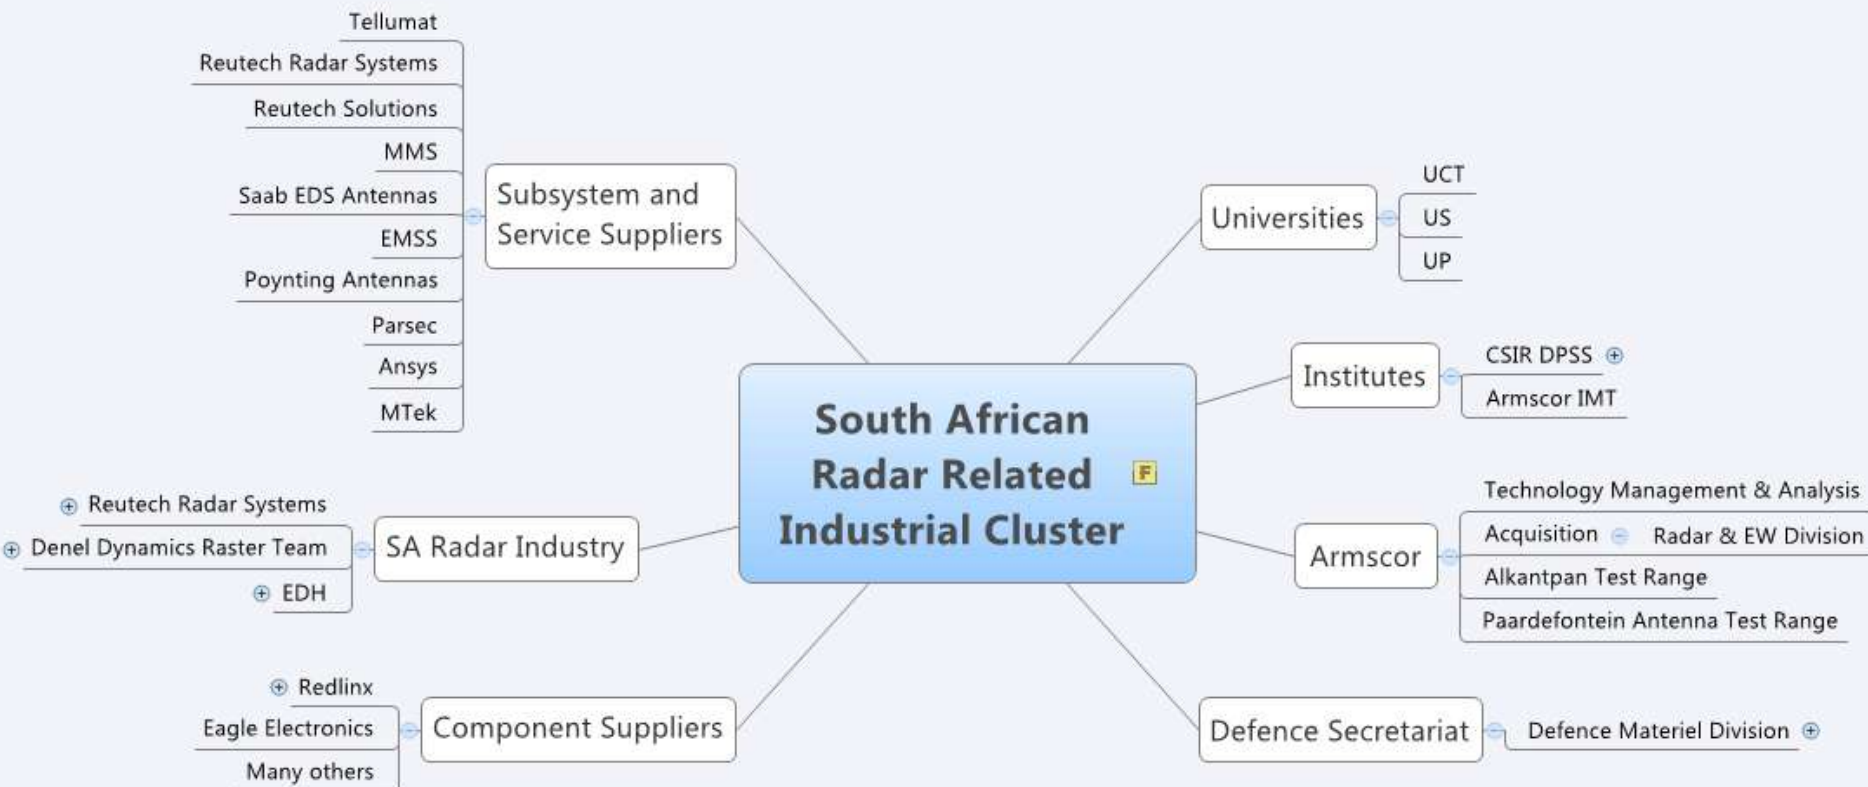 Tellumat
Reutech Radar Systems
Reutech Solutions
MMS
Saab EDS Antennas
EMSS
Poynting Antennas
Parsec
Ansys
MTek
Subsystem and
Service Suppliers
Reutech Radar Systems
Denel Dynamics Raster Team
EDH
SA Radar Industry
Redlinx
Eagle Electronics
Many others
Component Suppliers
South African
Radar Related
F
Industrial Cluster
Universities
UCT
US
UP
Institutes
CSIR DPSS
Armscor IMT
Armscor
Technology Management & Analysis
Acquisition
Radar & EW Division
Alkantpan Test Range
Paardefontein Antenna Test Range
Defence Secretariat
Defence Materiel Division